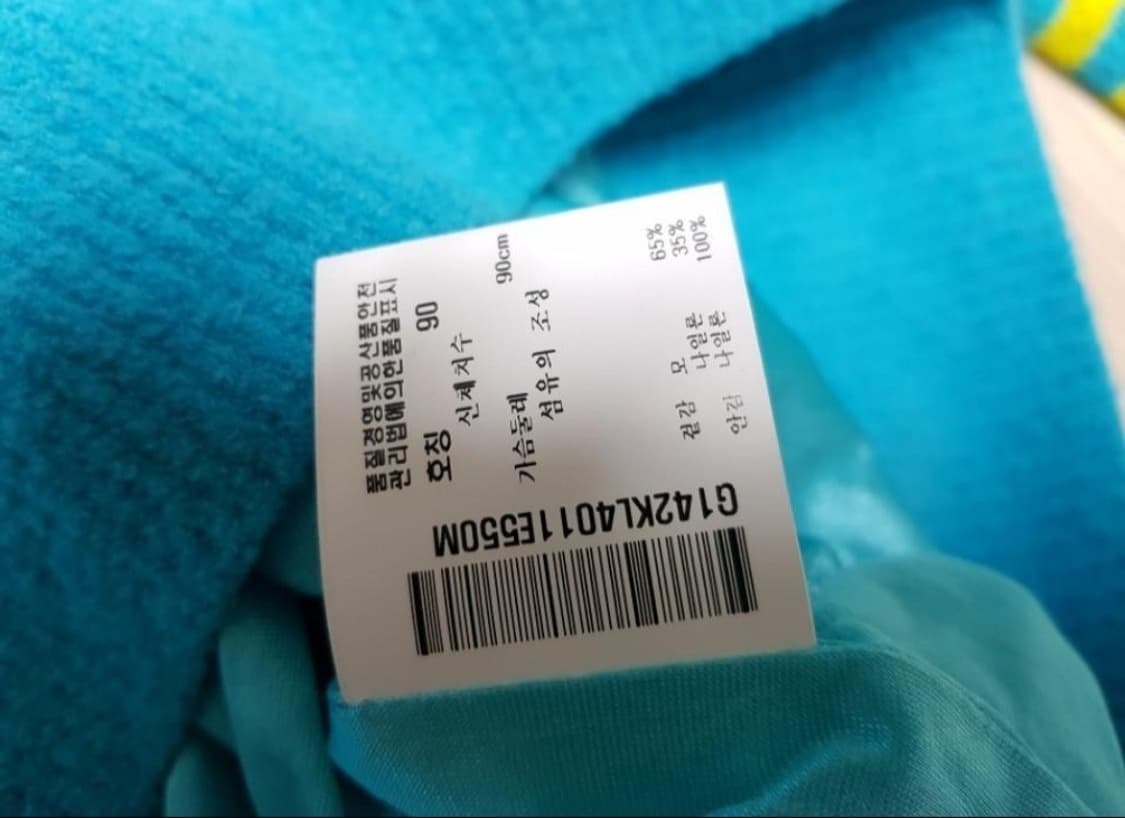 품질경영및공산품안전
관리법에의한품질표시
호칭 90
신체치수
가슴둘레 90cm
섬유의 조성
겉감 모 65%
나일론 35%
안감 나일론 100%
G142KL4011E550M